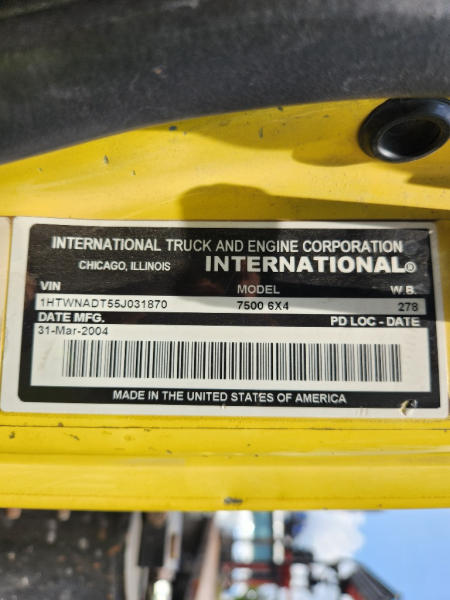 INTERNATIONAL TRUCK AND ENGINE CORPORATION
CHICAGO, ILLINOIS INTERNATIONAL®
VIN MODEL W.B.
1HTWNADT55J031870 7500 6X4 278
DATE MFG. PD LOC - DATE
31-Mar-2004
MADE IN THE UNITED STATES OF AMERICA